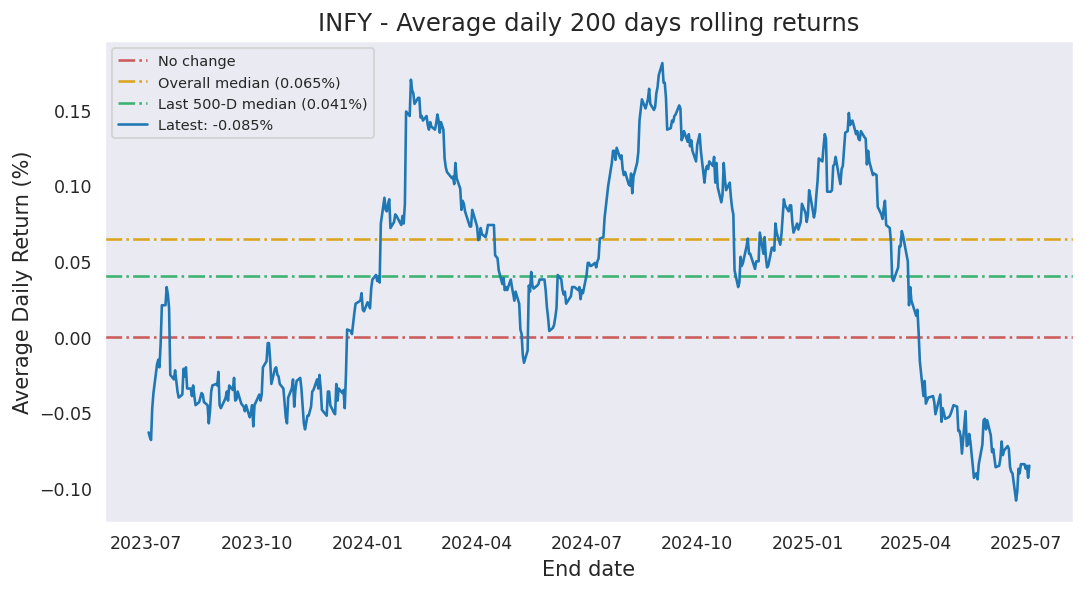 INFY - Average daily 200 days rolling returns
No change
Overall median (0.065%)
Last 500-D median (0.041%)
Latest: -0.085%
Average Daily Return (%)
0.15
0.10
0.05
0.00
−0.05
−0.10
2023-07 2023-10 2024-01 2024-04 2024-07 2024-10 2025-01 2025-04 2025-07
End date